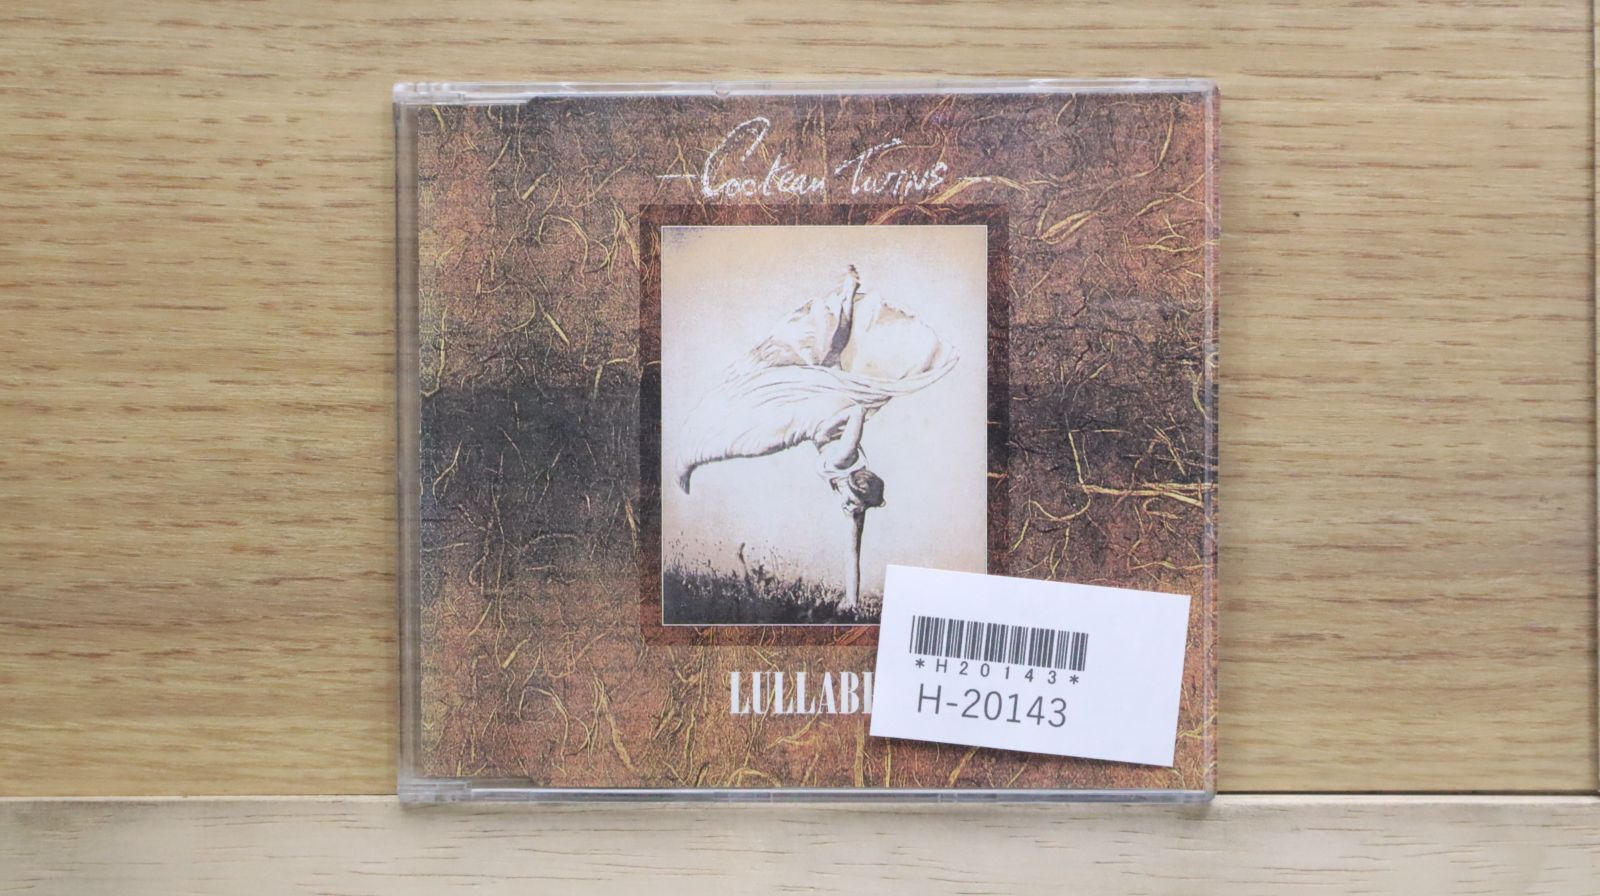 Cocteau Twins
LULLABI
*H20143*
H-20143